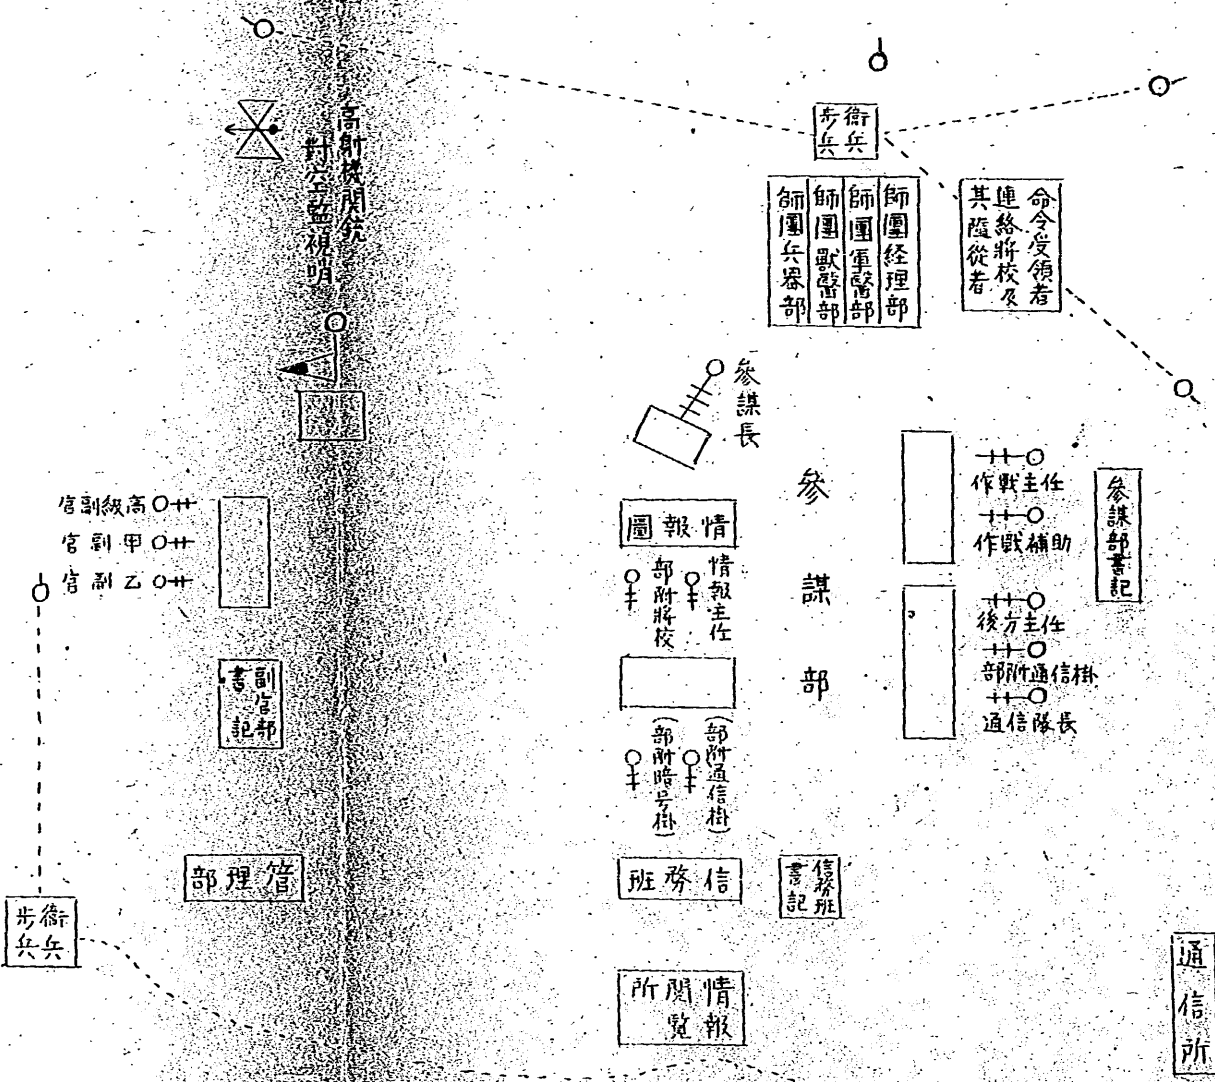 高射機関銃
對空監視哨
衛兵
步兵
師團経理部
師團軍醫部
師團獸醫部
師團兵器部
命令受領者
連絡將校及
其隨從者
參謀長
參謀部
作戦主任
作戦補助
參謀部書記
後方主任
部附通信掛
通信隊長
情報圖
情報主任
部附將校
(部附通信掛)
(部附暗号掛)
高級副官
甲副官
乙副官
副官部
書記
管理部
信務班
信務班
書記
衛兵
步兵
情報
閲覧
所
通信所